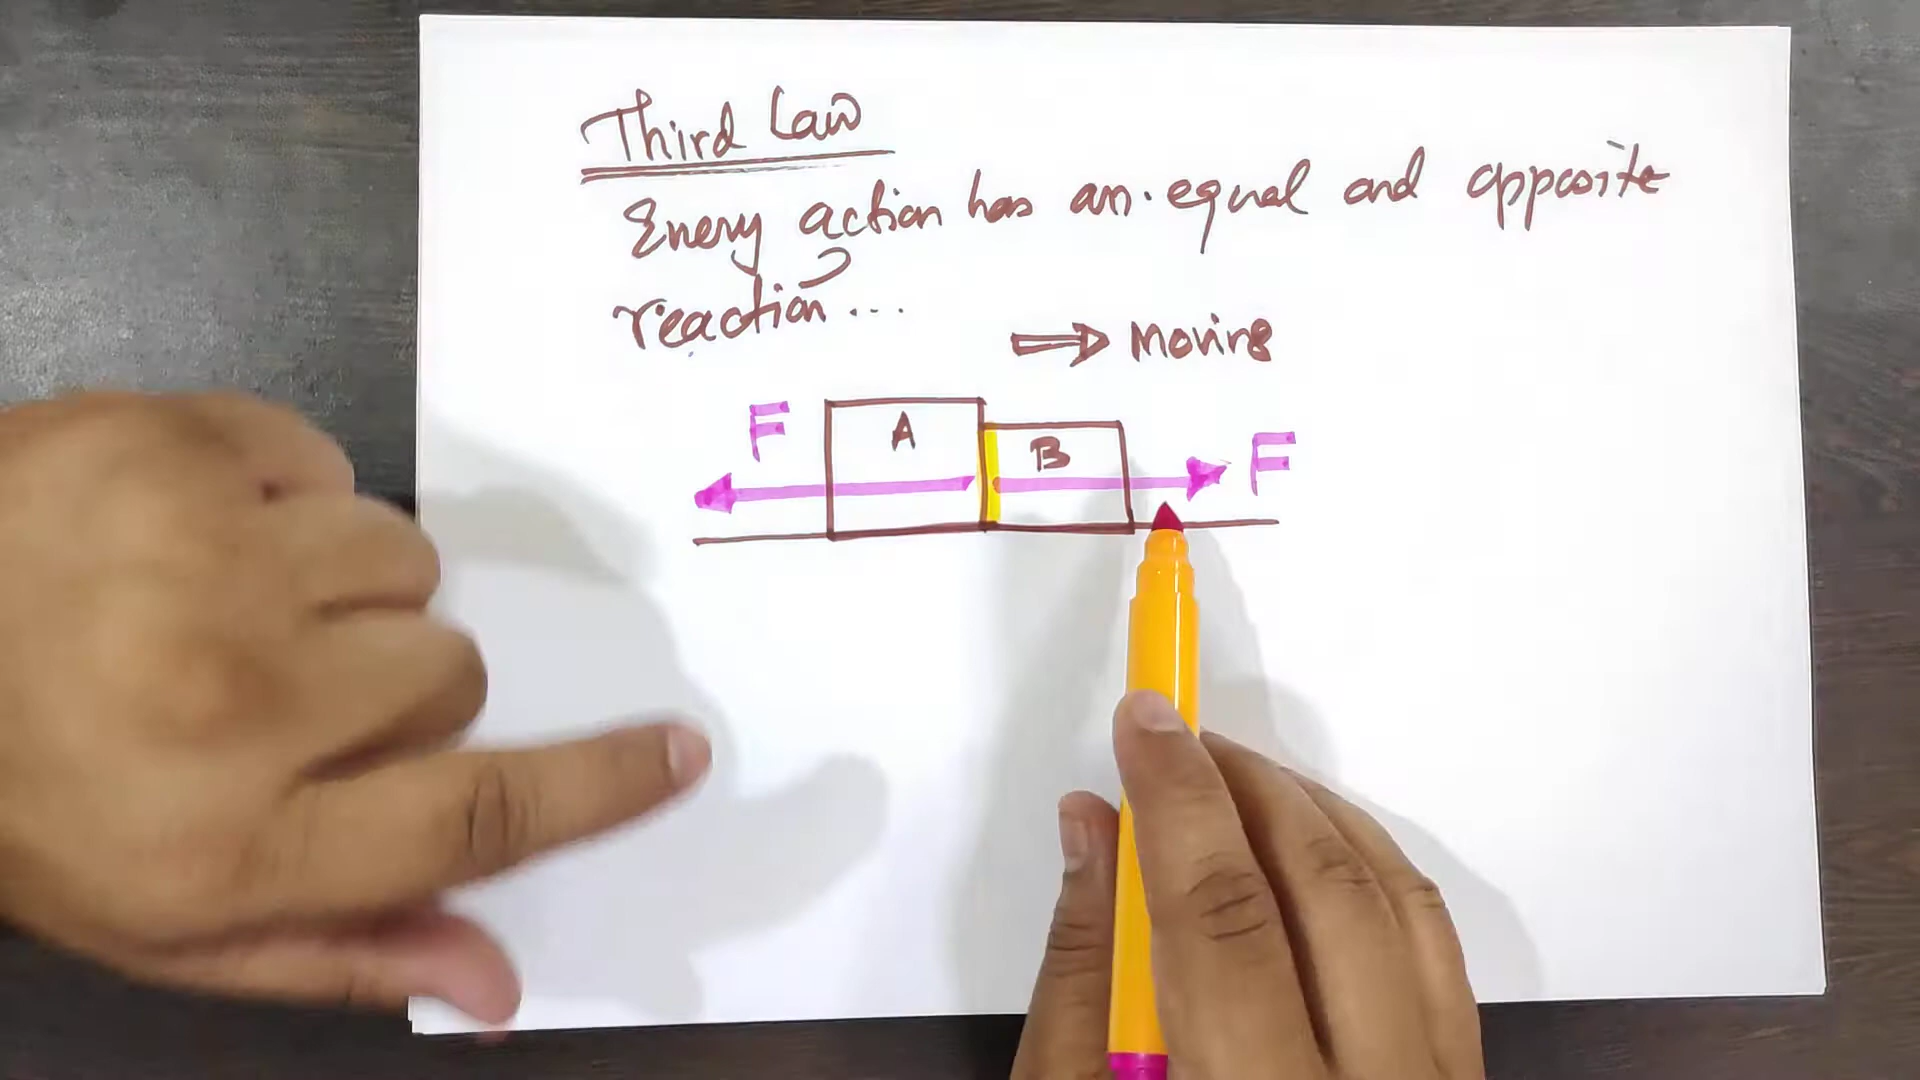 Third Law
Every action has an equal and opposite
reaction...
⇒ Moving
F A B F